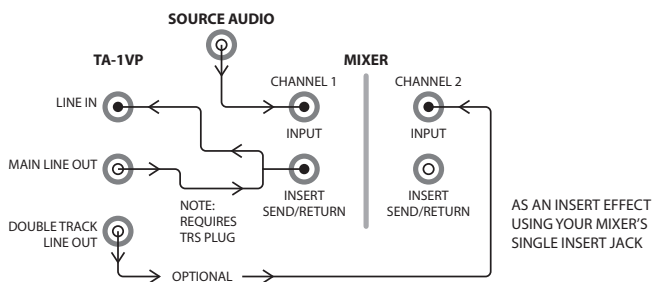 SOURCE AUDIO
TA-1VP
MIXER
CHANNEL 1
CHANNEL 2
LINE IN
INPUT
INPUT
MAIN LINE OUT
NOTE:
REQUIRES
TRS PLUG
INSERT
SEND/RETURN
INSERT
SEND/RETURN
DOUBLE TRACK
LINE OUT
OPTIONAL
AS AN INSERT EFFECT
USING YOUR MIXER'S
SINGLE INSERT JACK